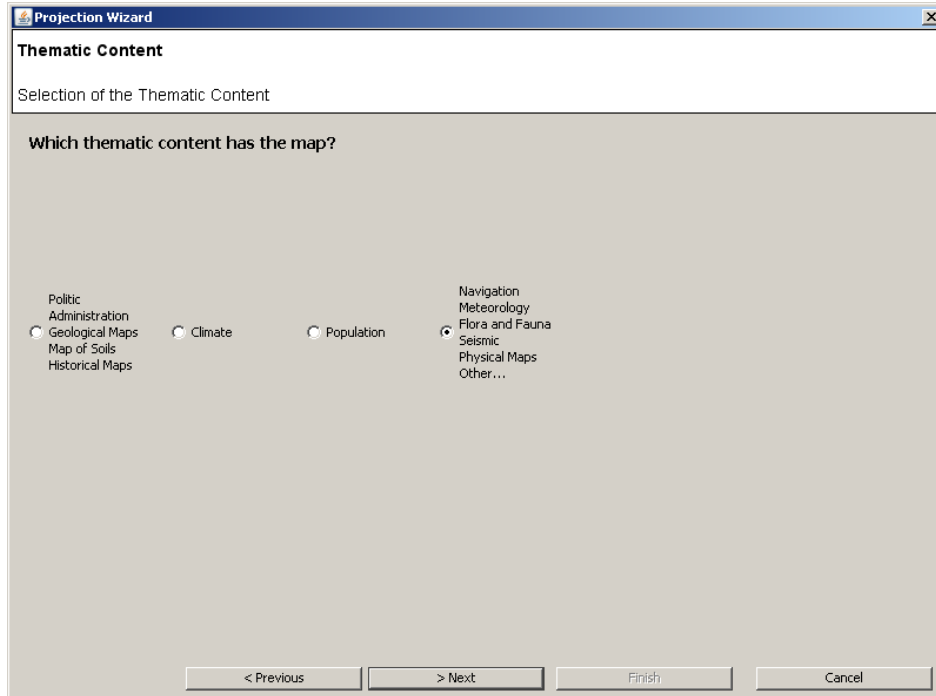 Projection Wizard
Thematic Content
Selection of the Thematic Content
Which thematic content has the map?
Politic
Administration
Geological Maps
Map of Soils
Historical Maps
Climate
Population
Navigation
Meteorology
Flora and Fauna
Seismic
Physical Maps
Other...
< Previous
> Next
Finish
Cancel